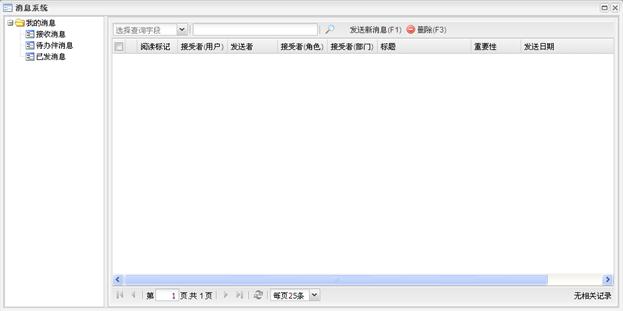 消息系统
我的消息
接收消息
待办件消息
已发消息
选择查询字段 发送新消息(F1) 删除(F3)
阅读标记 接受者(用户) 发送者 接受者(角色) 接受者(部门) 标题 重要性 发送日期
第 1 页,共 1 页 每页25条 无相关记录